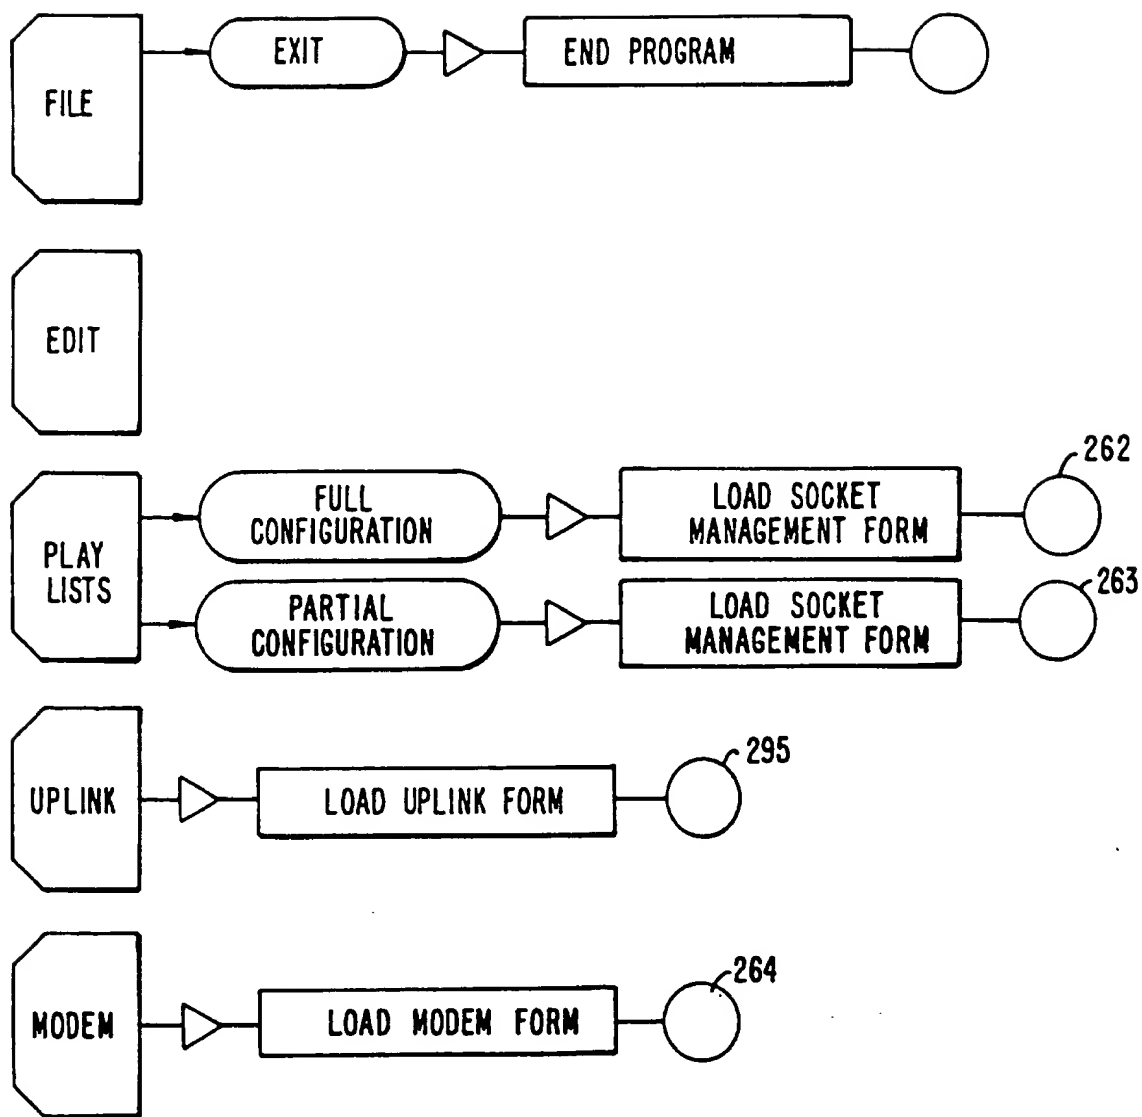 FILE
EXIT
END PROGRAM
EDIT
PLAY
LISTS
FULL
CONFIGURATION
LOAD SOCKET
MANAGEMENT FORM
262
PARTIAL
CONFIGURATION
LOAD SOCKET
MANAGEMENT FORM
263
UPLINK
LOAD UPLINK FORM
295
MODEM
LOAD MODEM FORM
264